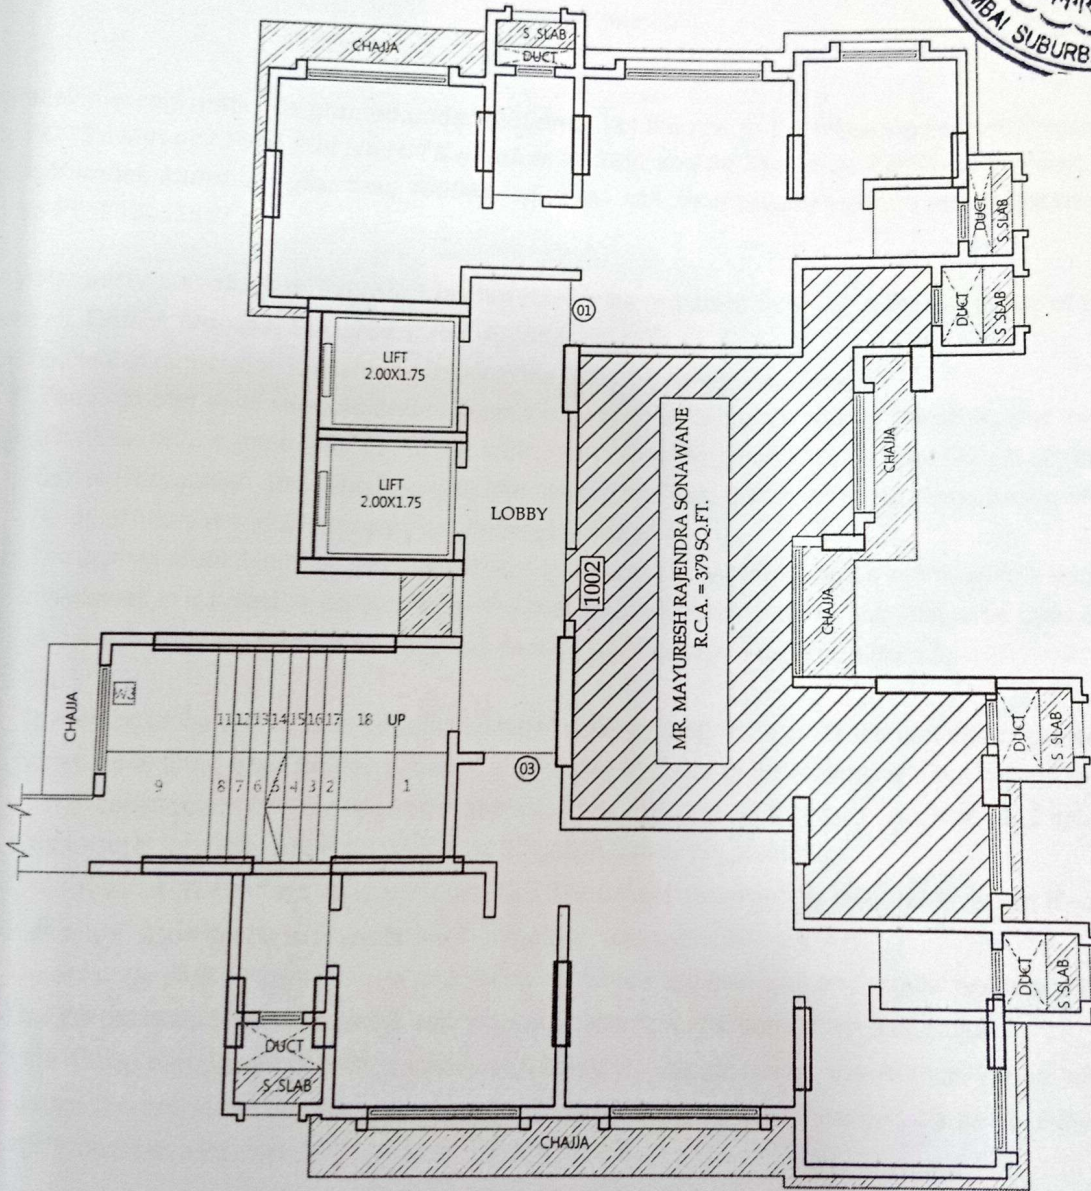 MBAI SUBURB
S .SLAB
DUCT
CHAJJA
DUCT
S .SLAB
DUCT
S .SLAB
01
LIFT
2.00X1.75
LIFT
2.00X1.75
LOBBY
CHAJJA
CHAJJA
1002
MR. MAYURESH RAJENDRA SONAWANE
R.C.A. = 379 SQ.FT.
CHAJJA
W3
11 12 13 14 15 16 17 18 UP
9 8 7 6 5 4 3 2 1
03
DUCT
S .SLAB
DUCT
S .SLAB
DUCT
S .SLAB
CHAJJA